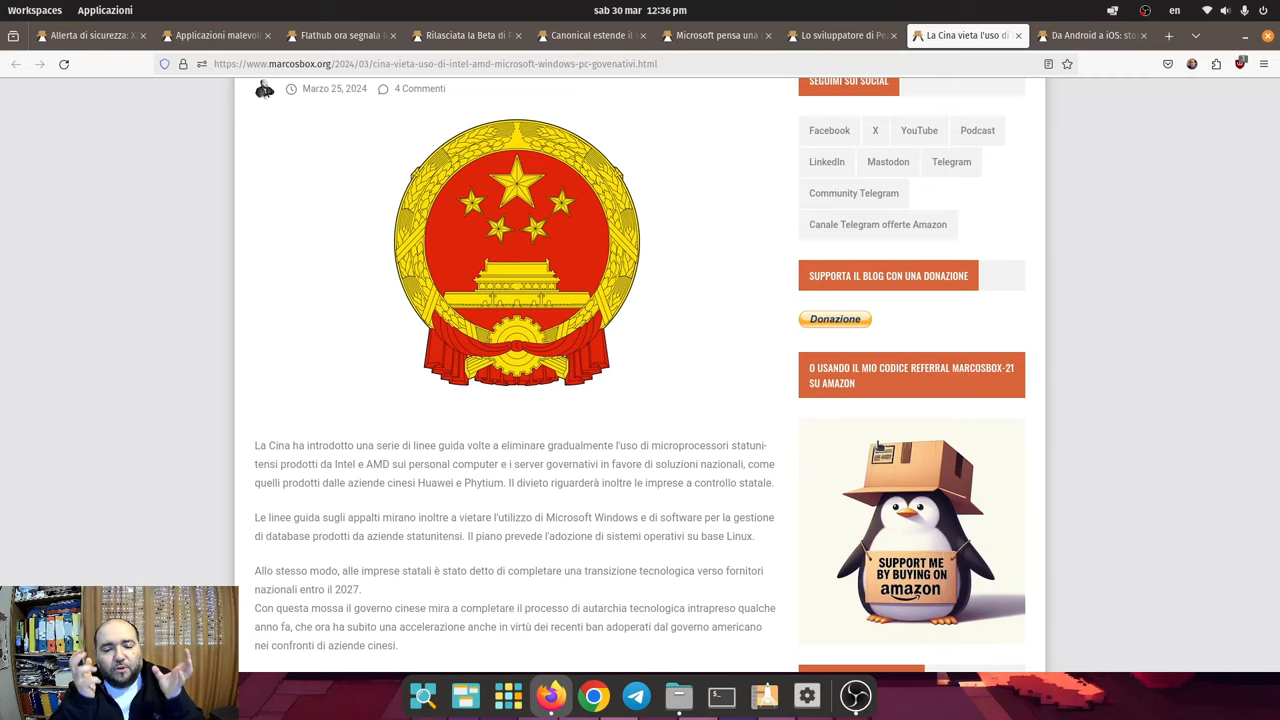 Workspaces Applicazioni sab 30 mar 12:36 pm en
Allerta di sicurezza: X
Applicazioni malevol
Flathub ora segnala l
Rilasciata la Beta di F
Canonical estende il s
Microsoft pensa una
Lo sviluppatore di Pe
La Cina vieta l'uso di
Da Android a iOS: sto
https://www.marcosbox.org/2024/03/cina-vieta-uso-di-intel-amd-microsoft-windows-pc-govenativi.html
Marzo 25, 2024 4 Commenti
La Cina ha introdotto una serie di linee guida volte a eliminare gradualmente l'uso di microprocessori statuni-
tensi prodotti da Intel e AMD sui personal computer e i server governativi in favore di soluzioni nazionali, come
quelli prodotti dalle aziende cinesi Huawei e Phytium. Il divieto riguarderà inoltre le imprese a controllo statale.
Le linee guida sugli appalti mirano inoltre a vietare l'utilizzo di Microsoft Windows e di software per la gestione
di database prodotti da aziende statunitensi. Il piano prevede l'adozione di sistemi operativi su base Linux.
Allo stesso modo, alle imprese statali è stato detto di completare una transizione tecnologica verso fornitori
nazionali entro il 2027.
Con questa mossa il governo cinese mira a completare il processo di autarchia tecnologica intrapreso qualche
anno fa, che ora ha subito una accelerazione anche in virtù dei recenti ban adoperati dal governo americano
nei confronti di aziende cinesi.
SEGUIMI SUI SOCIAL
Facebook X YouTube Podcast
LinkedIn Mastodon Telegram
Community Telegram
Canale Telegram offerte Amazon
SUPPORTA IL BLOG CON UNA DONAZIONE
Donazione
O USANDO IL MIO CODICE REFERRAL MARCOSBOX-21
SU AMAZON
SUPPORT ME
BY BUYING ON
amazon